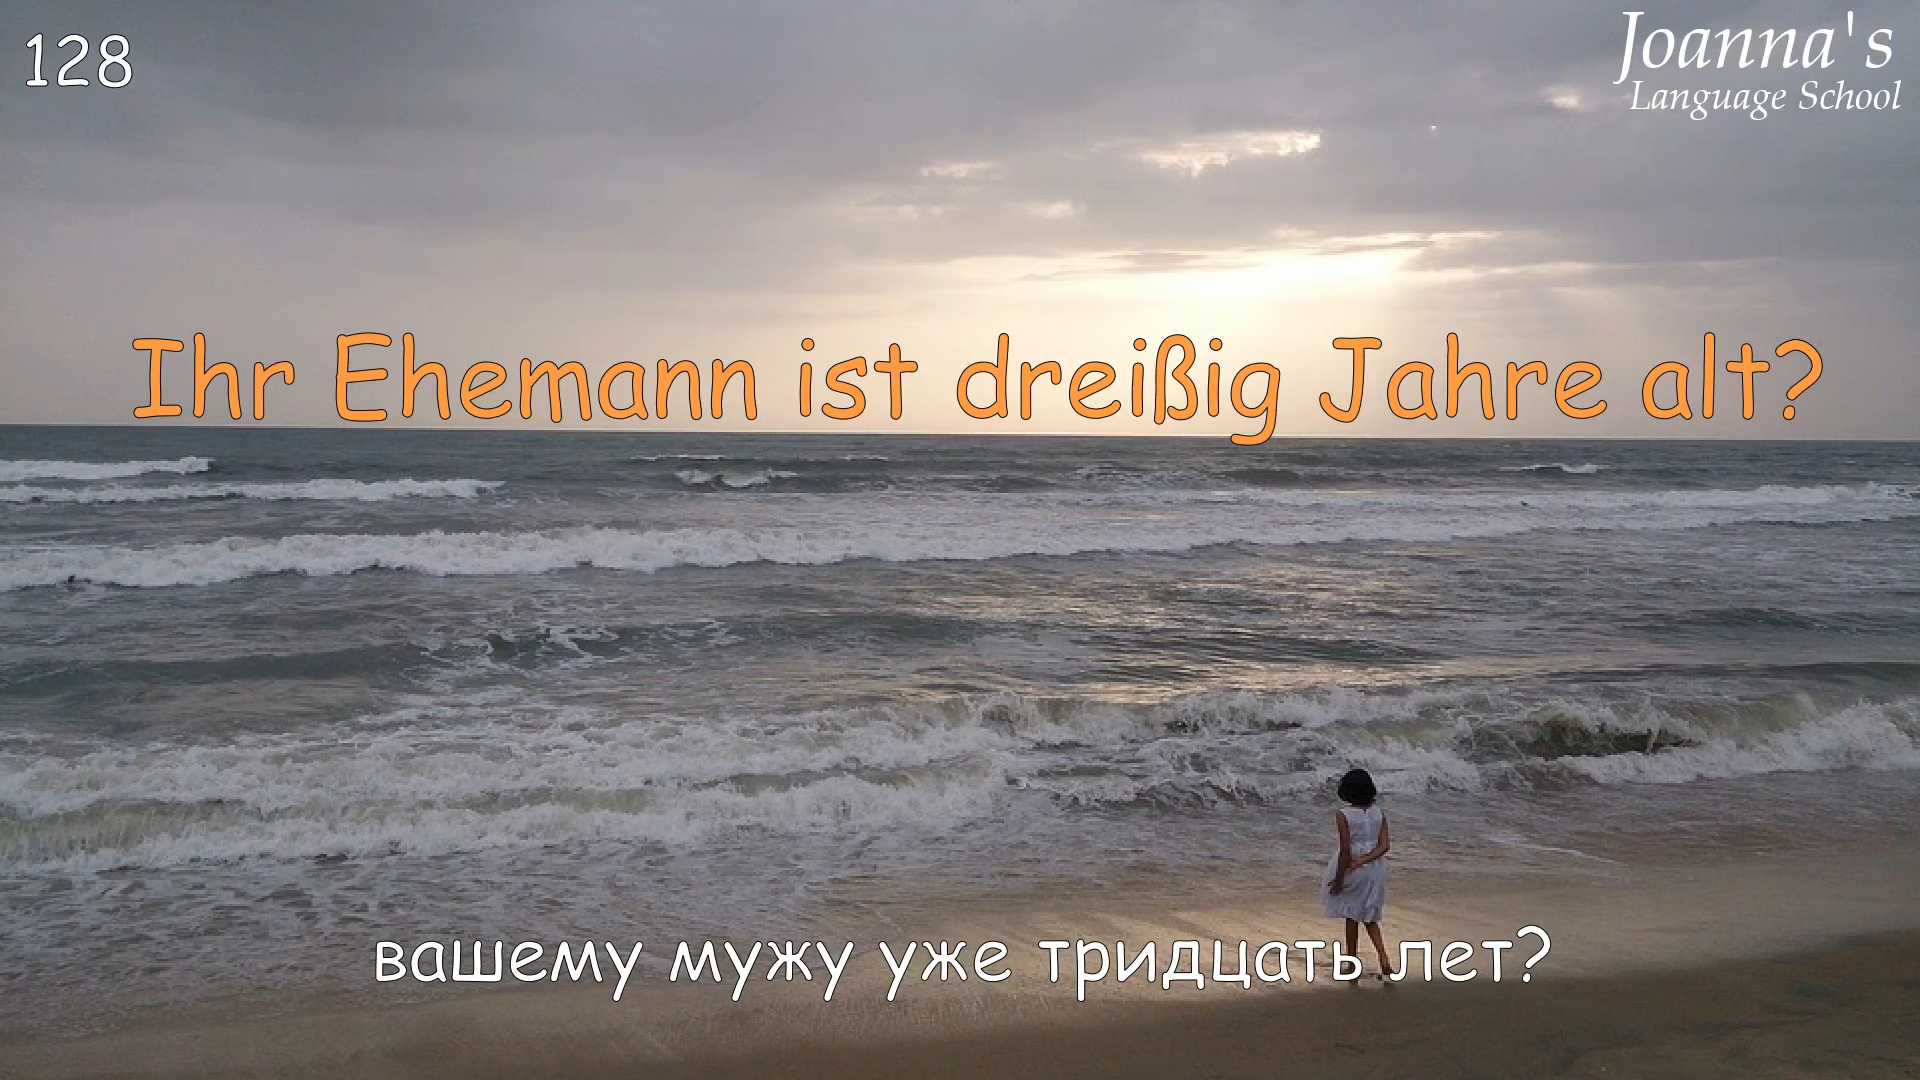 128
Joanna's
Language School
Ihr Ehemann ist dreißig Jahre alt?
вашему мужу уже тридцать лет?